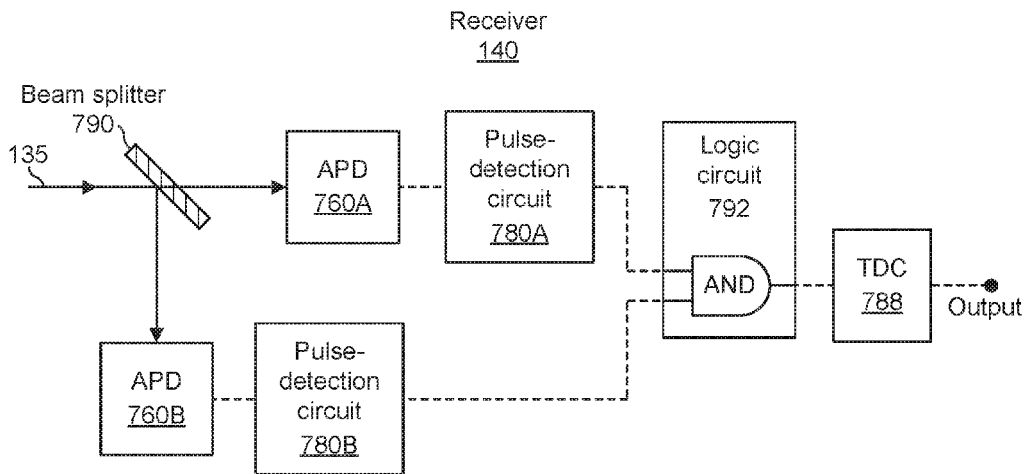 Receiver
140
Beam splitter
790
135
APD
760A
Pulse-
detection
circuit
780A
Logic
circuit
792
AND
TDC
788
Output
APD
760B
Pulse-
detection
circuit
780B